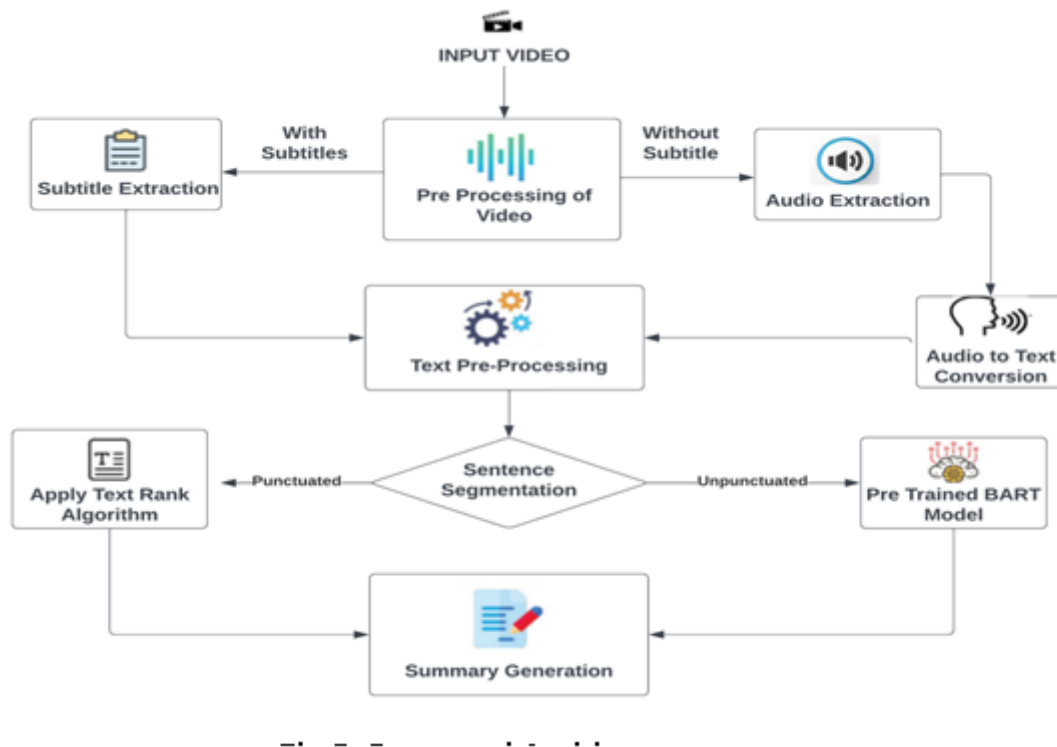 INPUT VIDEO
With
Subtitles
Without
Subtitle
Subtitle Extraction
Pre Processing of
Video
Audio Extraction
Text Pre-Processing
Audio to Text
Conversion
Sentence
Segmentation
Punctuated
Unpunctuated
T
Apply Text Rank
Algorithm
Pre Trained BART
Model
Summary Generation